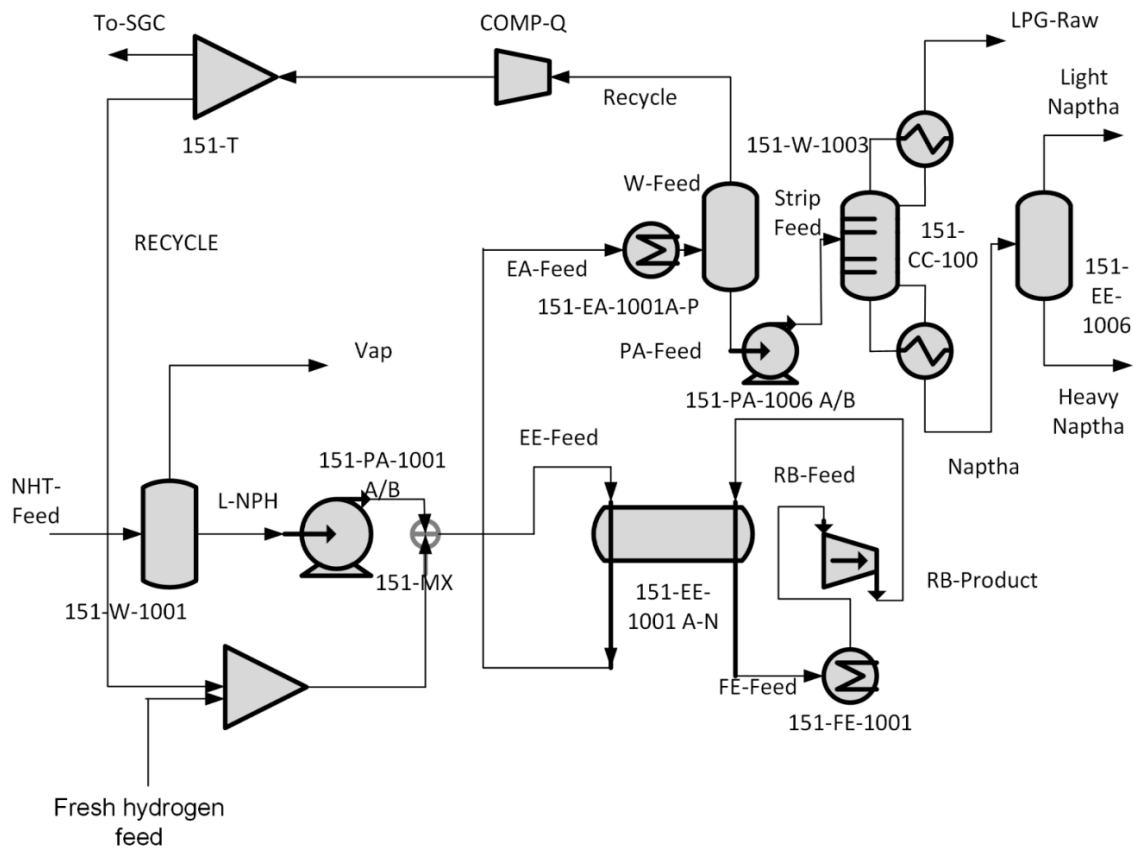 To-SGC
COMP-Q
LPG-Raw
Recycle
Light
Naptha
151-T
151-W-1003
W-Feed
Strip
Feed
RECYCLE
151-
CC-100
EA-Feed
151-
EE-
1006
151-EA-1001A-P
Vap
PA-Feed
151-PA-1006 A/B
Heavy
Naptha
EE-Feed
151-PA-1001
A/B
Naptha
NHT-
Feed
L-NPH
RB-Feed
151-MX
RB-Product
151-W-1001
151-EE-
1001 A-N
FE-Feed
151-FE-1001
Fresh hydrogen
feed